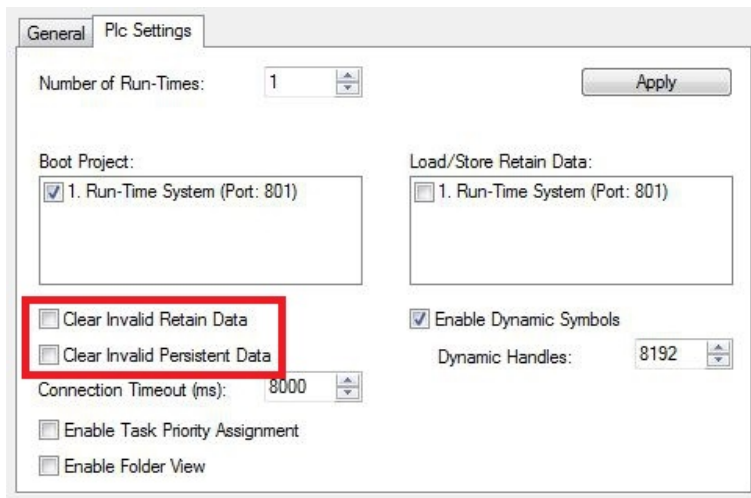 General
Plc Settings
Number of Run-Times:
1
Apply
Boot Project:
Load/Store Retain Data:
1. Run-Time System (Port: 801)
1. Run-Time System (Port: 801)
Clear Invalid Retain Data
Enable Dynamic Symbols
Clear Invalid Persistent Data
Dynamic Handles:
8192
Connection Timeout (ms):
8000
Enable Task Priority Assignment
Enable Folder View